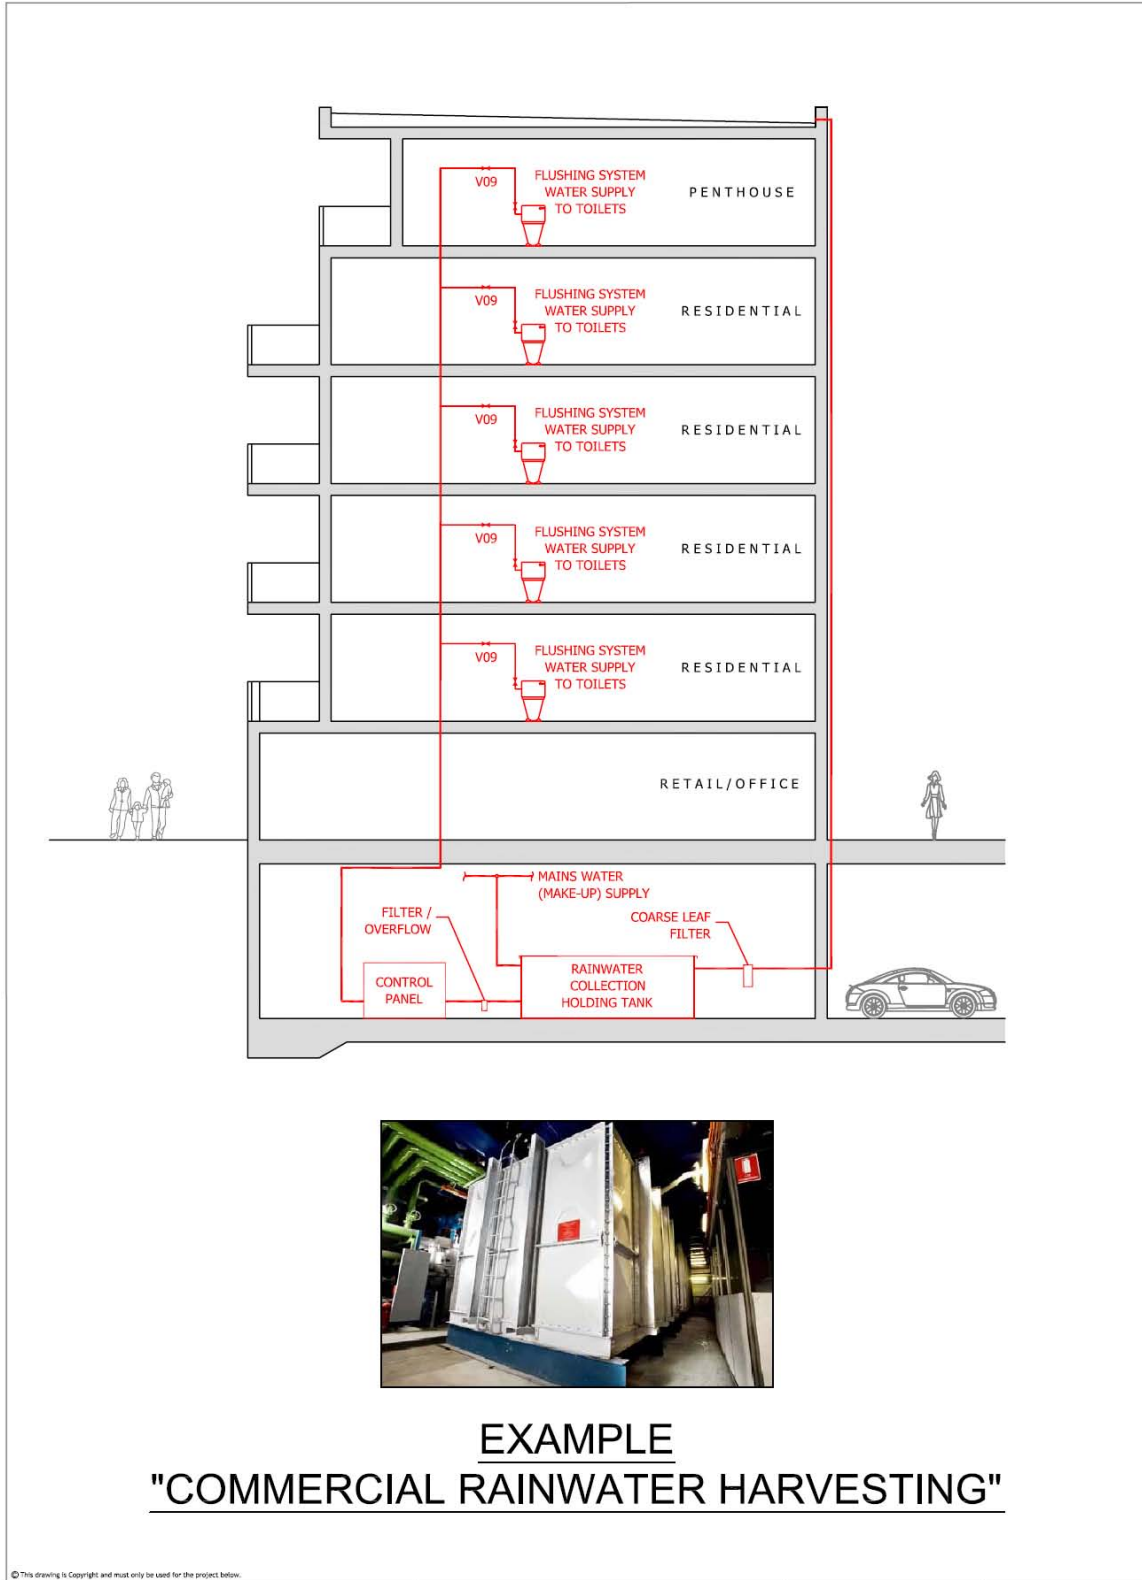 FLUSHING SYSTEM
WATER SUPPLY
TO TOILETS
V09
PENTHOUSE
FLUSHING SYSTEM
WATER SUPPLY
TO TOILETS
V09
RESIDENTIAL
FLUSHING SYSTEM
WATER SUPPLY
TO TOILETS
V09
RESIDENTIAL
FLUSHING SYSTEM
WATER SUPPLY
TO TOILETS
V09
RESIDENTIAL
FLUSHING SYSTEM
WATER SUPPLY
TO TOILETS
V09
RESIDENTIAL
RETAIL/OFFICE
MAINS WATER
(MAKE-UP) SUPPLY
FILTER /
OVERFLOW
COARSE LEAF
FILTER
CONTROL
PANEL
RAINWATER
COLLECTION
HOLDING TANK
EXAMPLE
"COMMERCIAL RAINWATER HARVESTING"
© This drawing is Copyright and must only be used for the project below.